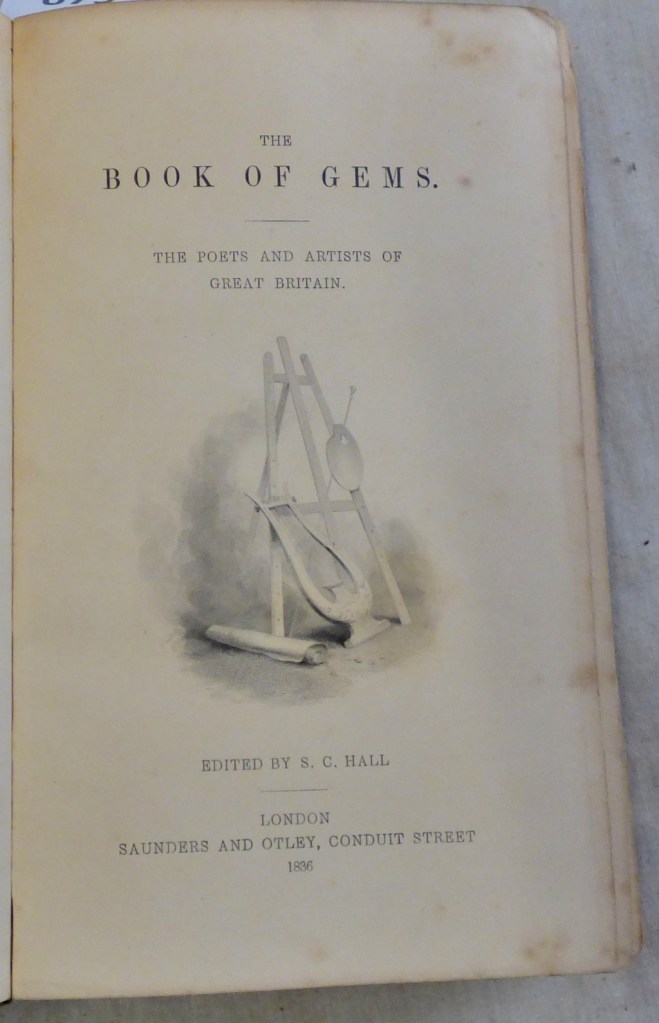 THE
BOOK OF GEMS.
THE POETS AND ARTISTS OF
GREAT BRITAIN.
EDITED BY S. C. HALL
LONDON
SAUNDERS AND OTLEY, CONDUIT STREET
1836